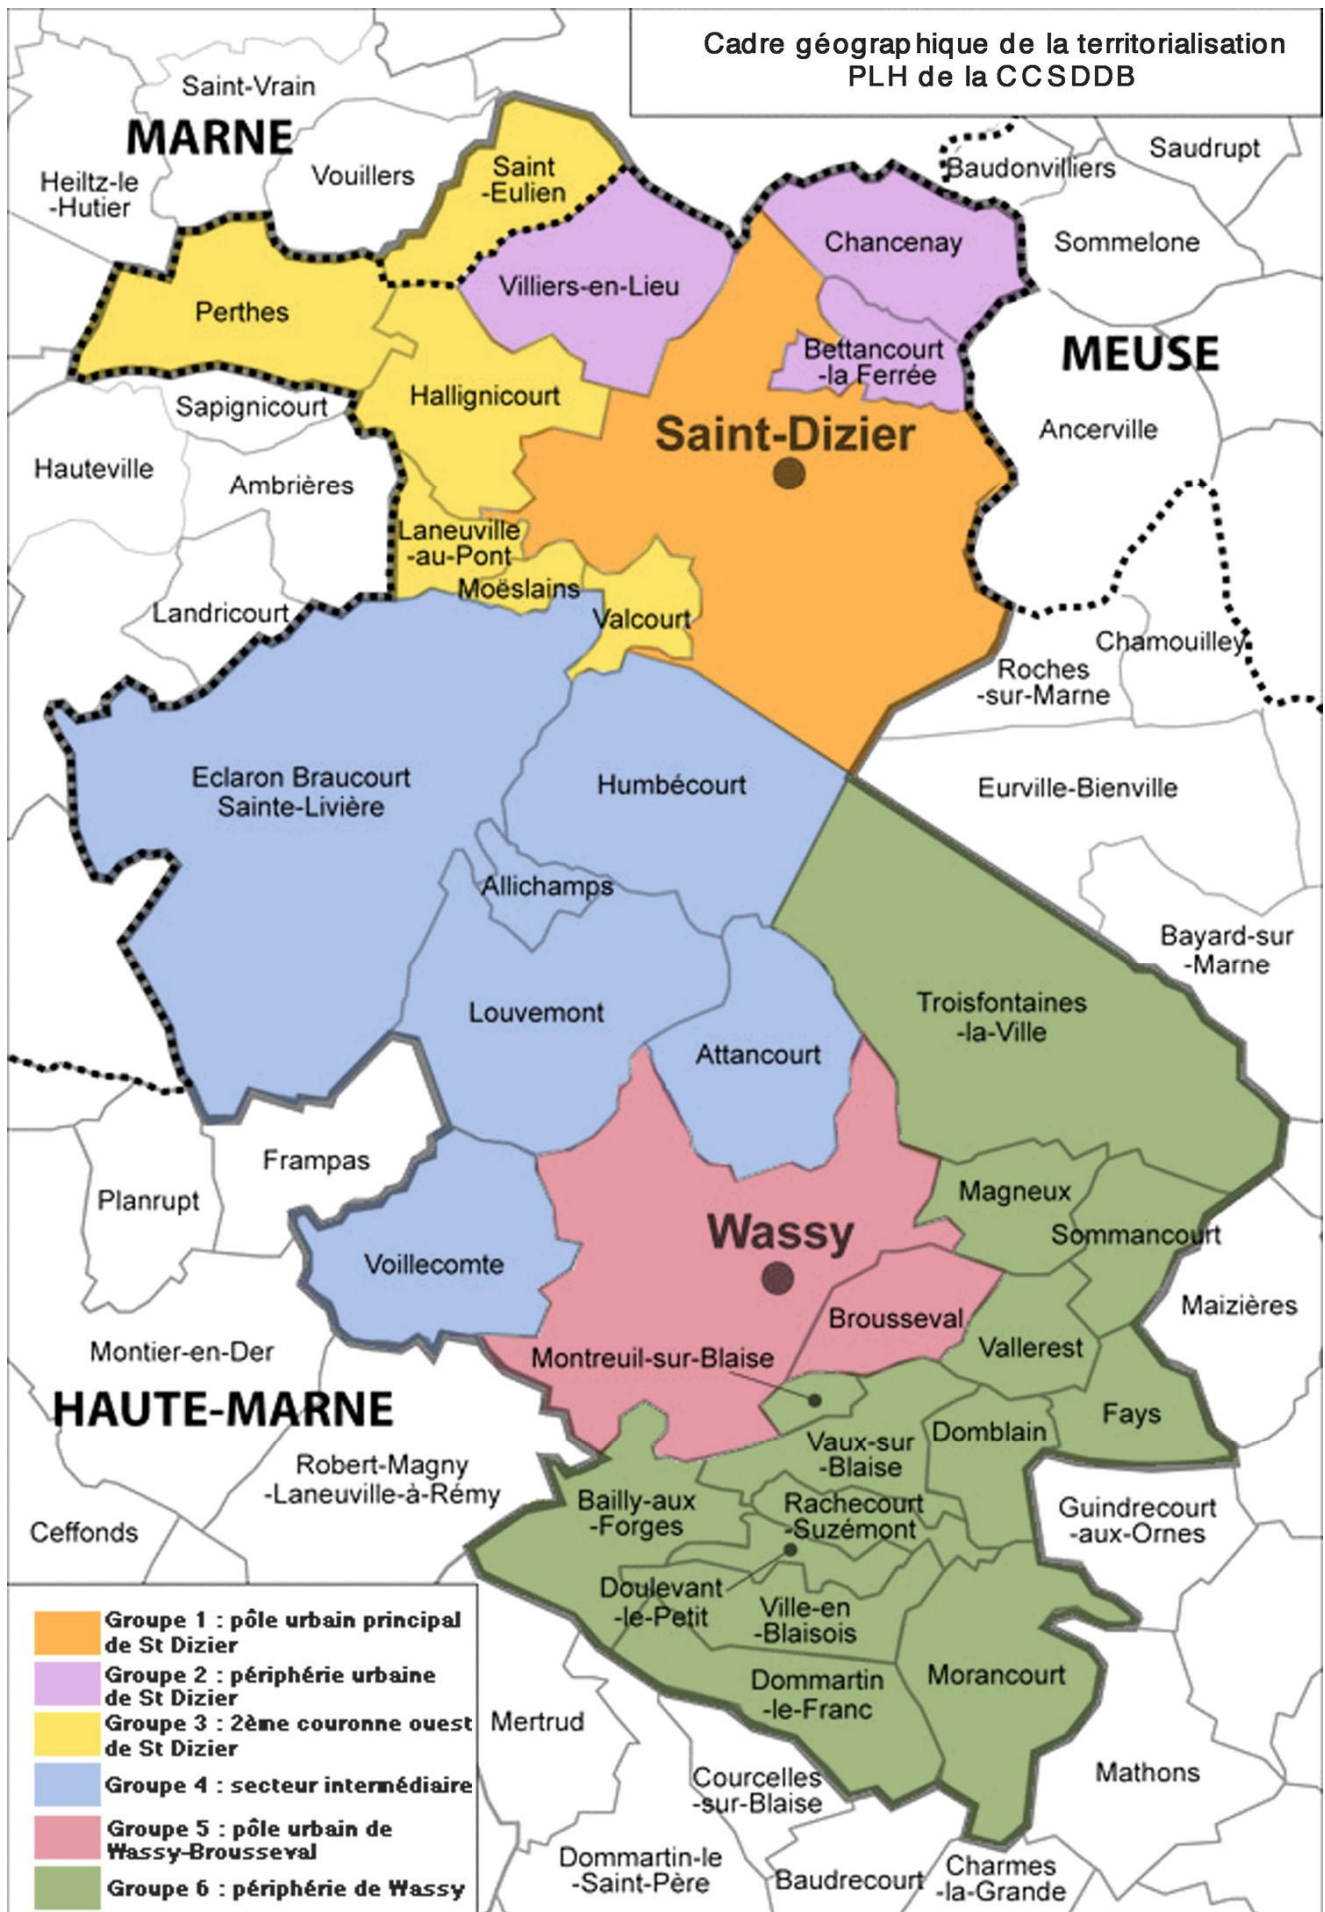 Cadre géographique de la territorialisation
PLH de la CCSDDB
Saint-Vrain
MARNE
Vouillers
Heiltz-le
-Hutier
Saint
-Eulien
Baudonvilliers
Saudrupt
Chancenay
Sommelone
Villiers-en-Lieu
Perthes
Bettancourt
-la Ferrée
MEUSE
Hallignicourt
Sapignicourt
Saint-Dizier
Ancerville
Hauteville
Ambrières
Laneuville
-au-Pont
Moëslains
Landricourt
Valcourt
Chamouilley
Roches
-sur-Marne
Eclaron Braucourt
Sainte-Livière
Humbécourt
Eurville-Bienville
Allichamps
Bayard-sur
-Marne
Louvemont
Troisfontaines
-la-Ville
Attancourt
Frampas
Planrupt
Magneux
Wassy
Sommancourt
Voillecomte
Maizières
Brousseval
Montier-en-Der
Montreuil-sur-Blaise
Vallerest
HAUTE-MARNE
Fays
Vaux-sur
-Blaise
Domblain
Robert-Magny
-Laneuville-à-Rémy
Bailly-aux
-Forges
Rachecourt
-Suzémont
Guindrecourt
-aux-Ornes
Ceffonds
Doulevant
-le-Petit
Ville-en
-Blaisois
Dommartin
-le-Franc
Morancourt
Mertrud
Mathons
Courcelles
-sur-Blaise
Dommartin-le
-Saint-Père
Baudrecourt
Charmes
-la-Grande
Groupe 1 : pôle urbain principal
de St Dizier
Groupe 2 : périphérie urbaine
de St Dizier
Groupe 3 : 2ème couronne ouest
de St Dizier
Groupe 4 : secteur intermédiaire
Groupe 5 : pôle urbain de
Wassy-Brousseval
Groupe 6 : périphérie de Wassy